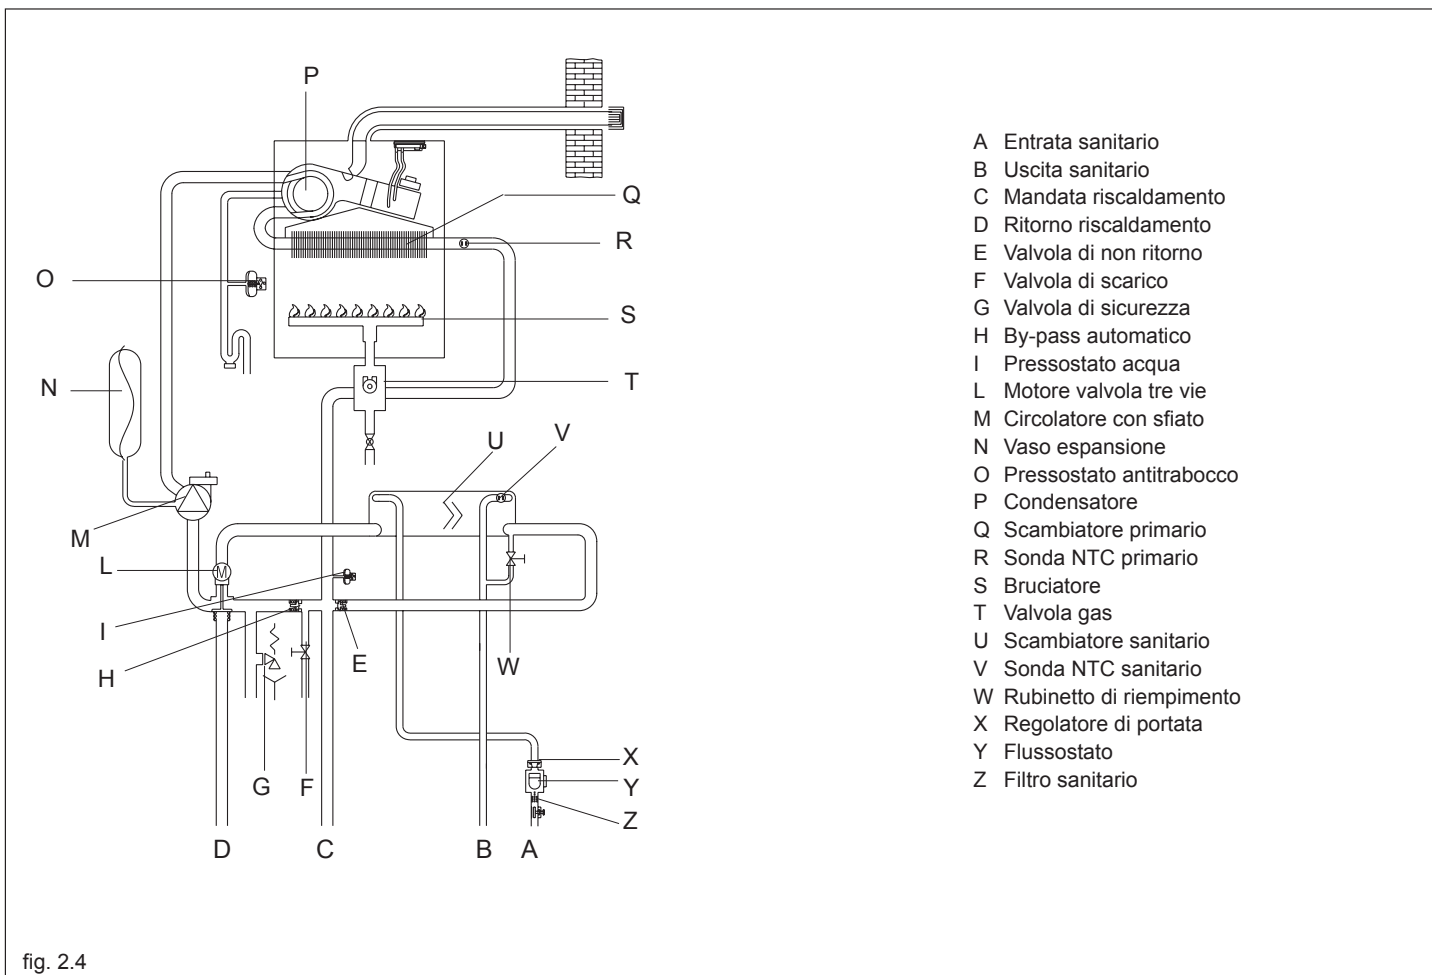 P
Q
R
O
S
N
T
U
V
M
L
M
I
H
E
W
G
F
X
Y
Z
D
C
B
A
A Entrata sanitario
B Uscita sanitario
C Mandata riscaldamento
D Ritorno riscaldamento
E Valvola di non ritorno
F Valvola di scarico
G Valvola di sicurezza
H By-pass automatico
I Pressostato acqua
L Motore valvola tre vie
M Circolatore con sfiato
N Vaso espansione
O Pressostato antitrabocco
P Condensatore
Q Scambiatore primario
R Sonda NTC primario
S Bruciatore
T Valvola gas
U Scambiatore sanitario
V Sonda NTC sanitario
W Rubinetto di riempimento
X Regolatore di portata
Y Flussostato
Z Filtro sanitario
fig. 2.4